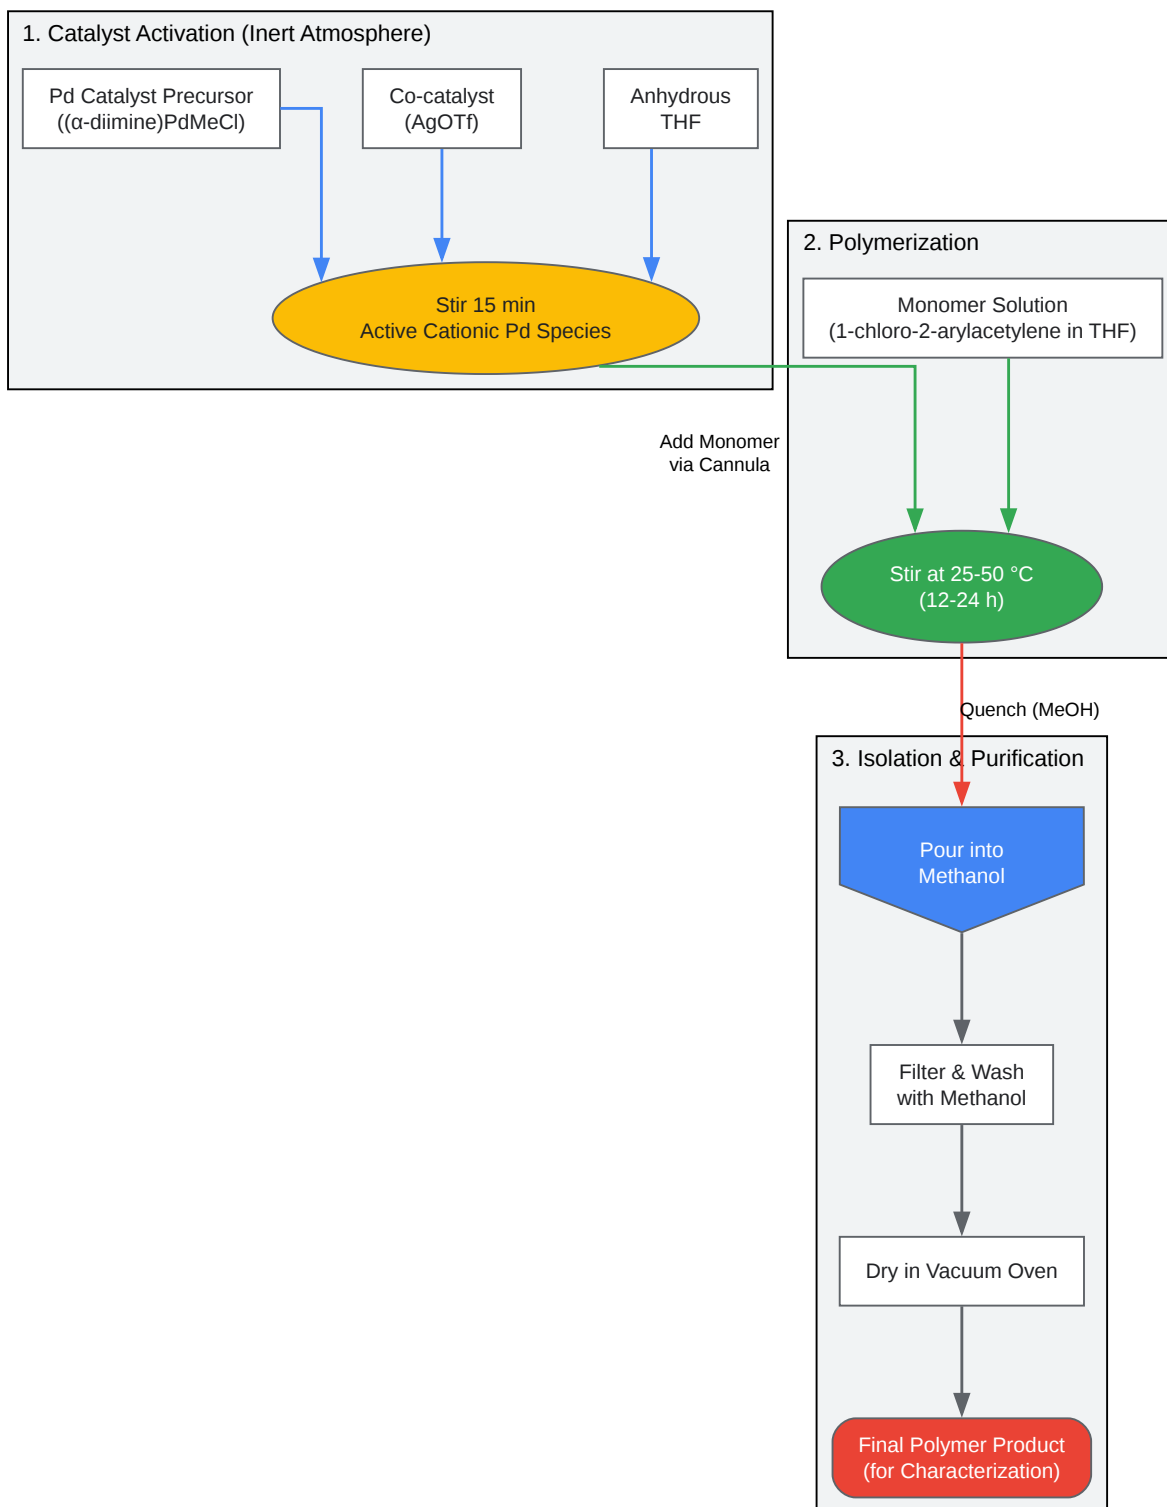 1. Catalyst Activation (Inert Atmosphere)
Pd Catalyst Precursor
((α-diimine)PdMeCl)
Co-catalyst
(AgOTf)
Anhydrous
THF
Stir 15 min
Active Cationic Pd Species
2. Polymerization
Monomer Solution
(1-chloro-2-arylacetylene in THF)
Add Monomer
via Cannula
Stir at 25-50 °C
(12-24 h)
Quench (MeOH)
3. Isolation & Purification
Pour into
Methanol
Filter & Wash
with Methanol
Dry in Vacuum Oven
Final Polymer Product
(for Characterization)